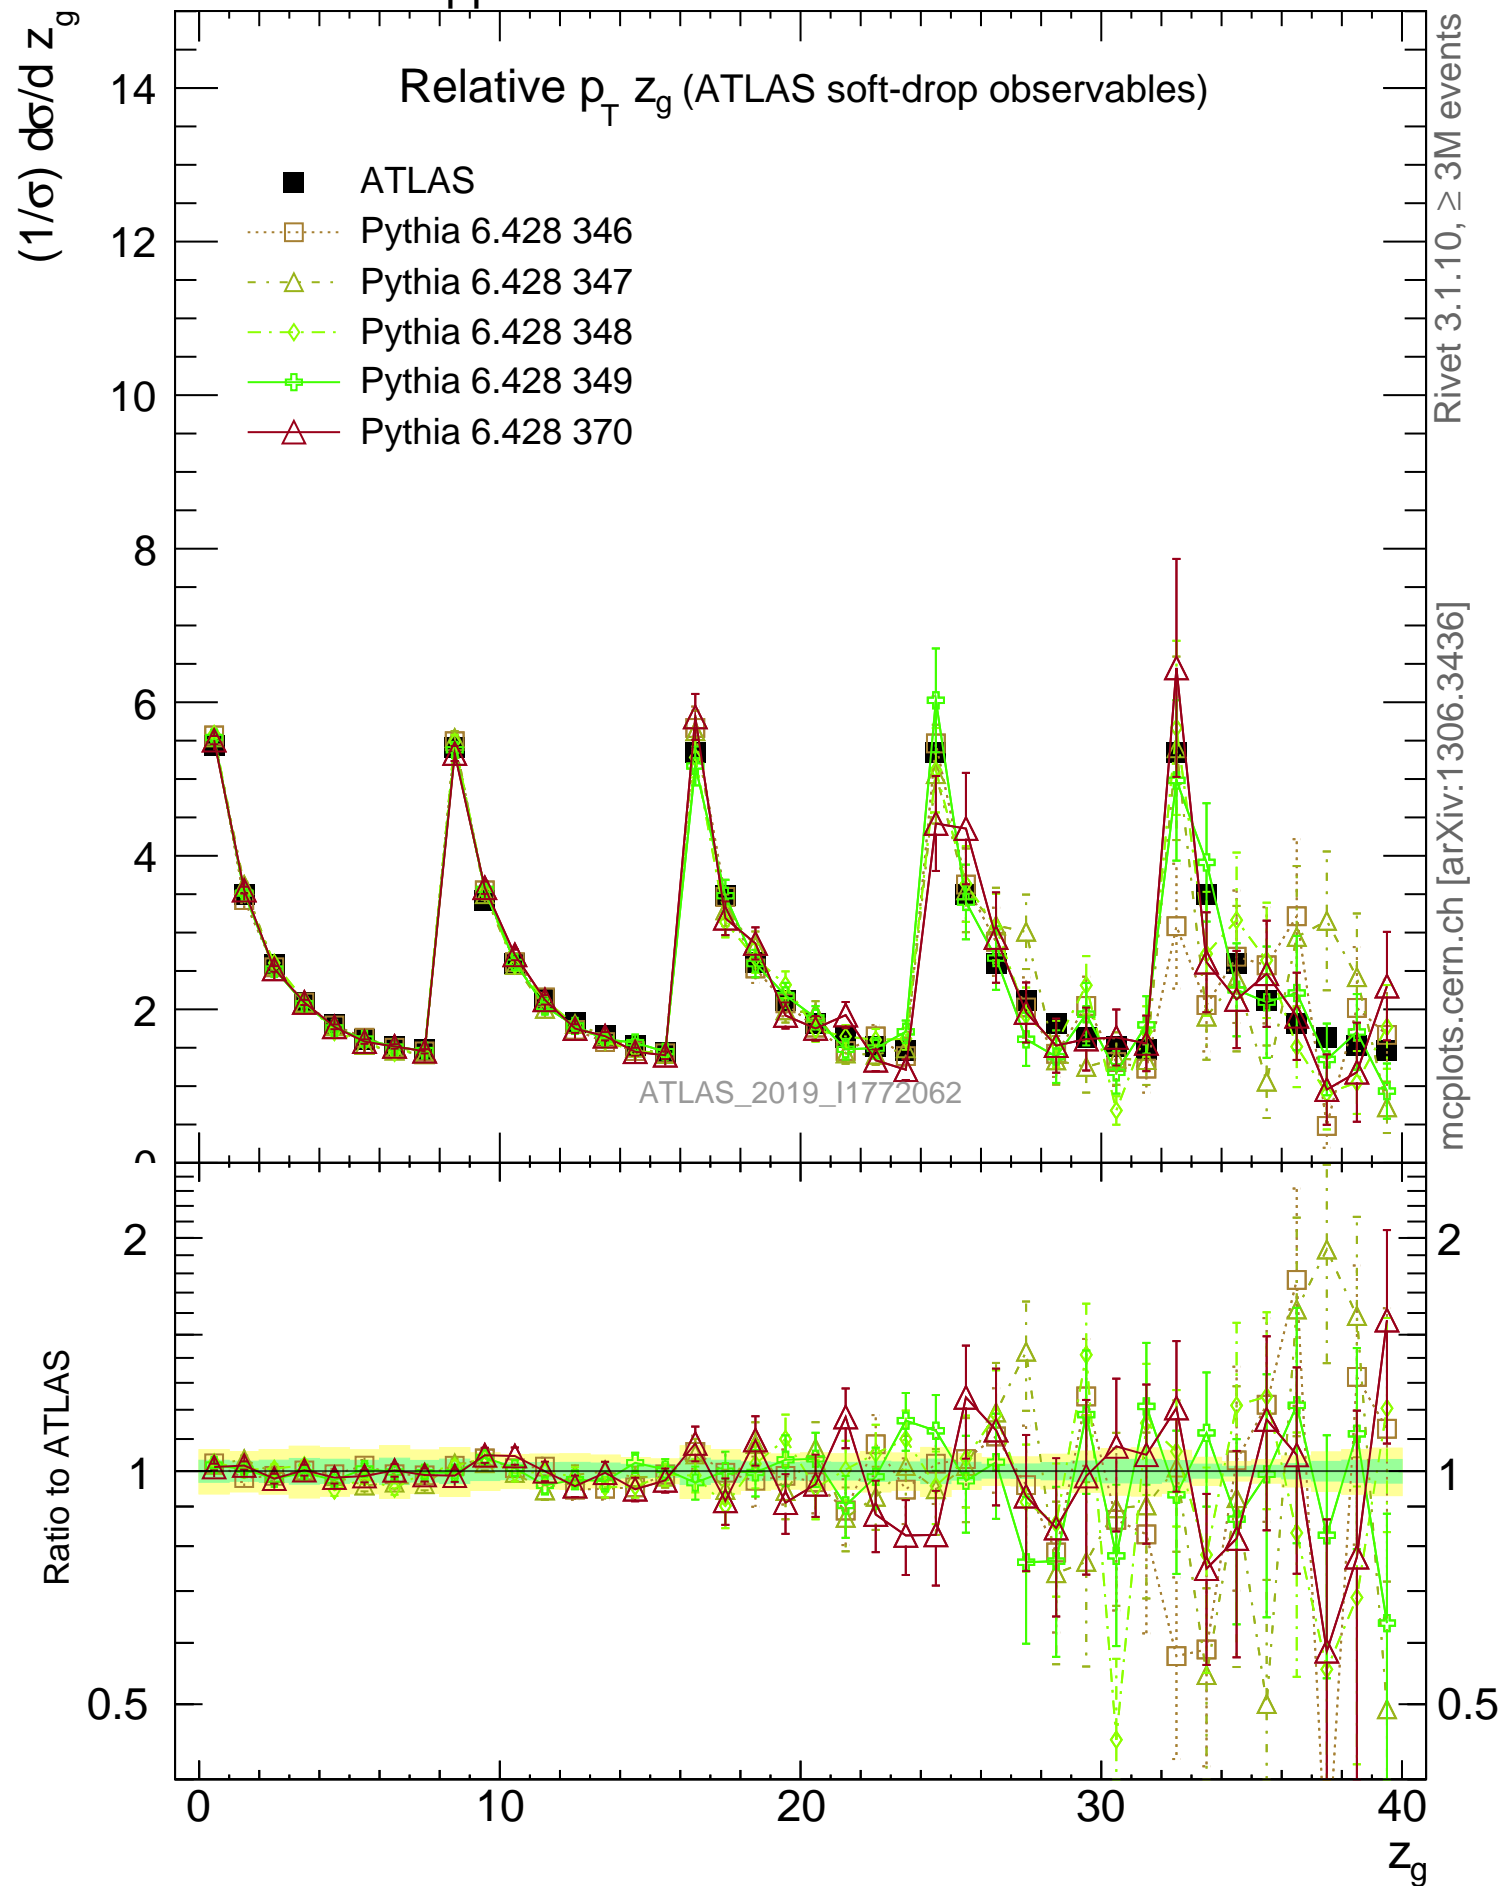 (1/σ) dσ/d z_g
Relative p_T z_g (ATLAS soft-drop observables)
ATLAS
Pythia 6.428 346
Pythia 6.428 347
Pythia 6.428 348
Pythia 6.428 349
Pythia 6.428 370
14
12
10
8
6
4
2
0
ATLAS_2019_I1772062
Rivet 3.1.10, ≥ 3M events
mcplots.cern.ch [arXiv:1306.3436]
Ratio to ATLAS
2
1
0.5
2
1
0.5
0
10
20
30
40
z_g